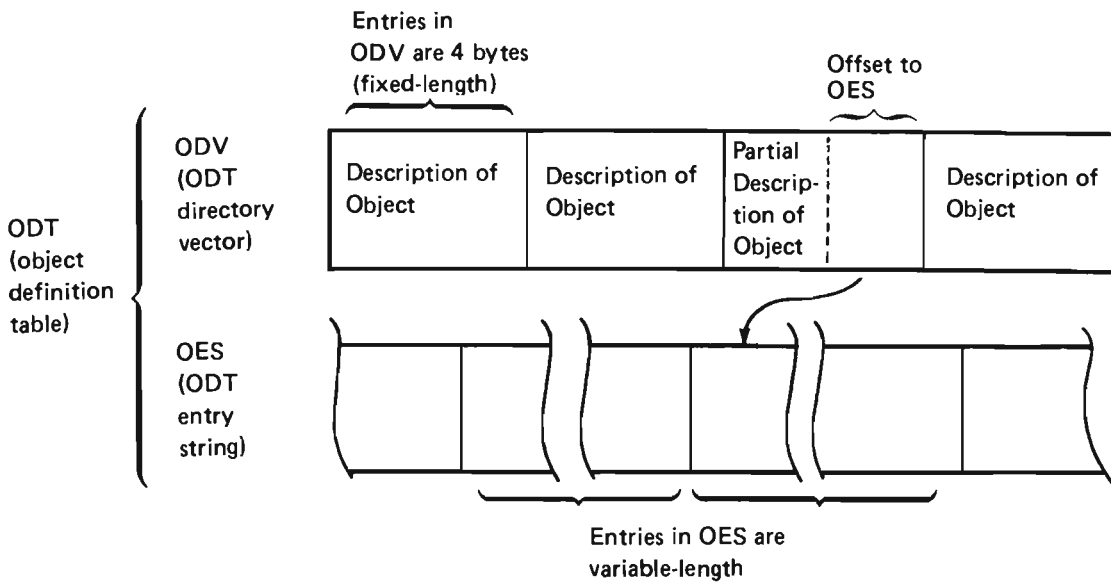 Entries in
ODV are 4 bytes
(fixed-length)
Offset to
OES
ODT
(object
definition
table)
ODV
(ODT
directory
vector)
Description of
Object
Description of
Object
Partial
Descrip-
tion of
Object
Description of
Object
OES
(ODT
entry
string)
Entries in OES are
variable-length